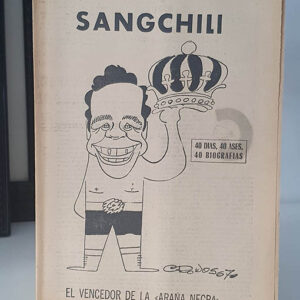 SANGCHILI
40 DIAS, 40 ASES,
40 BIOGRAFIAS
EL VENCEDOR DE LA «ARAÑA NEGRA»